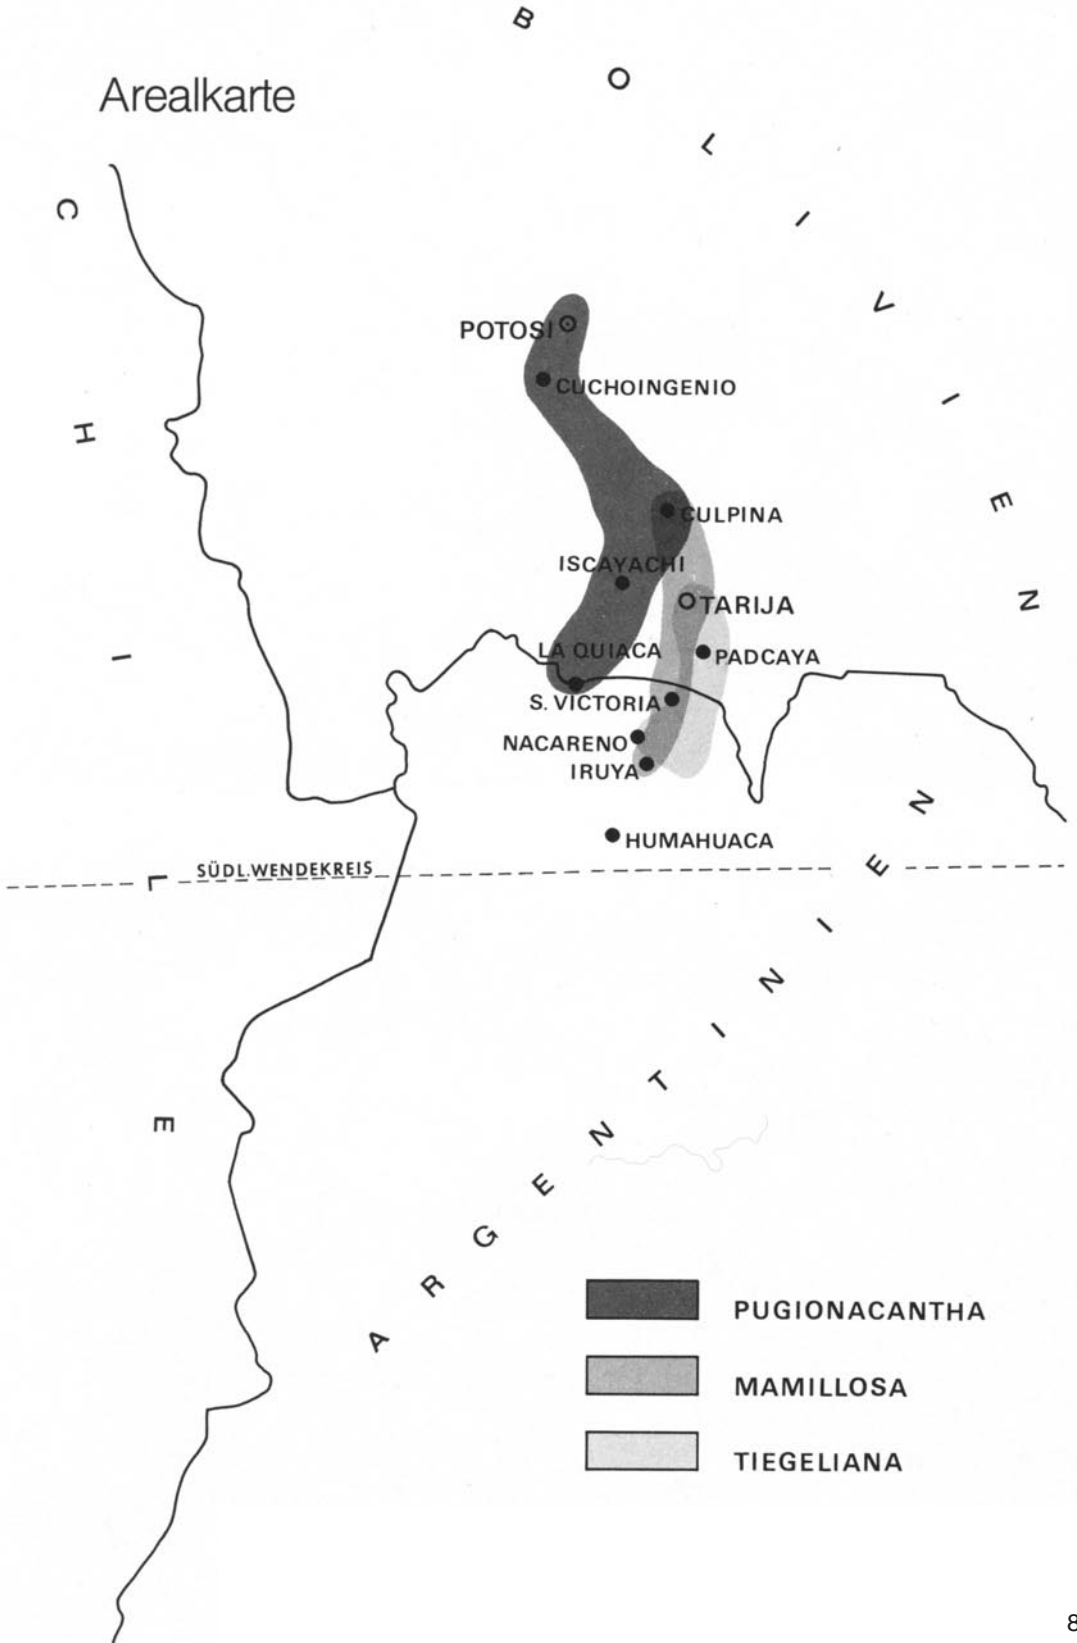 Arealkarte
BOLIVIEN
CHILE
POTOSI
CUCHOINGENIO
CULPINA
ISCAYACHI
TARIJA
LA QUIACA
PADCAYA
S. VICTORIA
NACARENO
IRUYA
HUMAHUACA
SÜDL.WENDEKREIS
ARGENTINIEN
PUGIONACANTHA
MAMILLOSA
TIEGELIANA
8